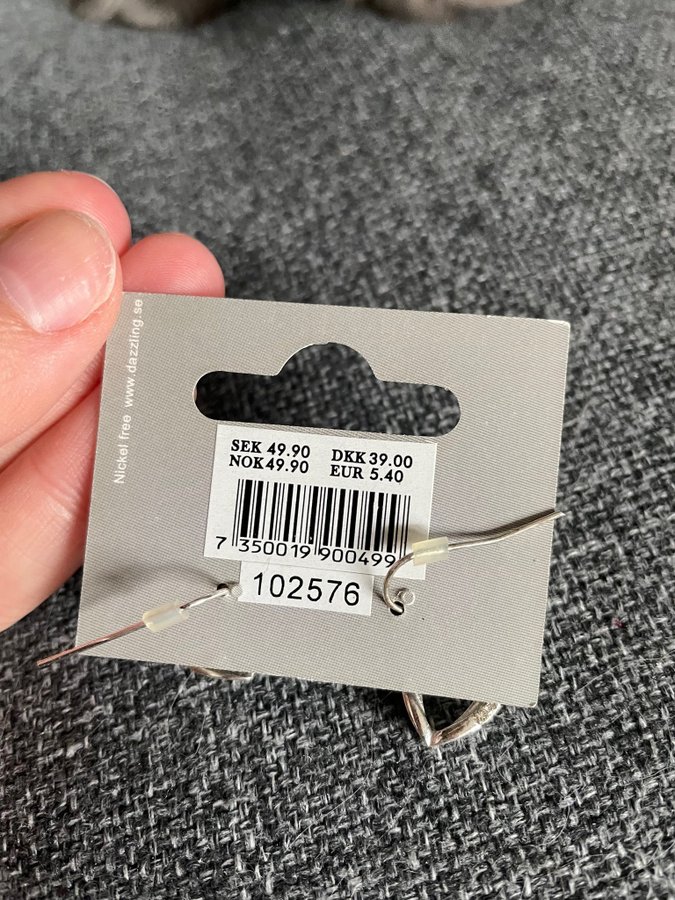 Nickel free www.dazzling.se
SEK 49.90 DKK 39.00
NOK 49.90 EUR 5.40
7 350019 900499
102576